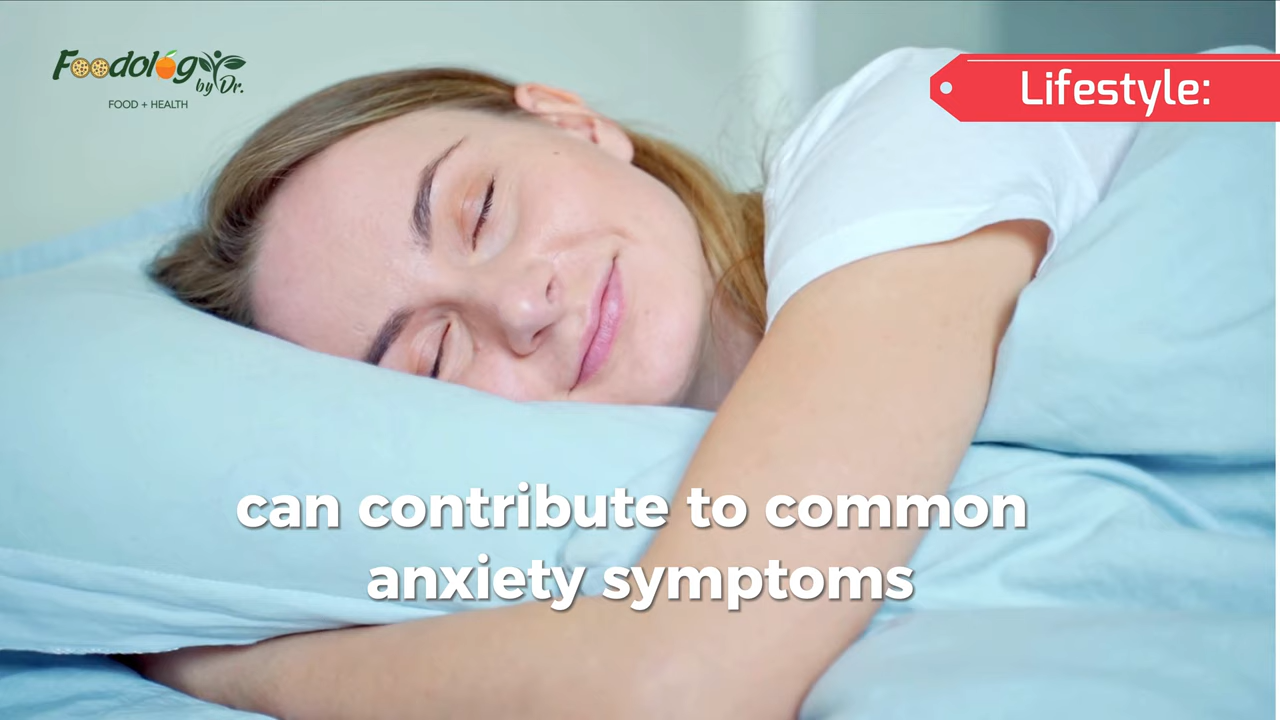 Foodology
by Dr.
FOOD + HEALTH
Lifestyle:
can contribute to common
anxiety symptoms